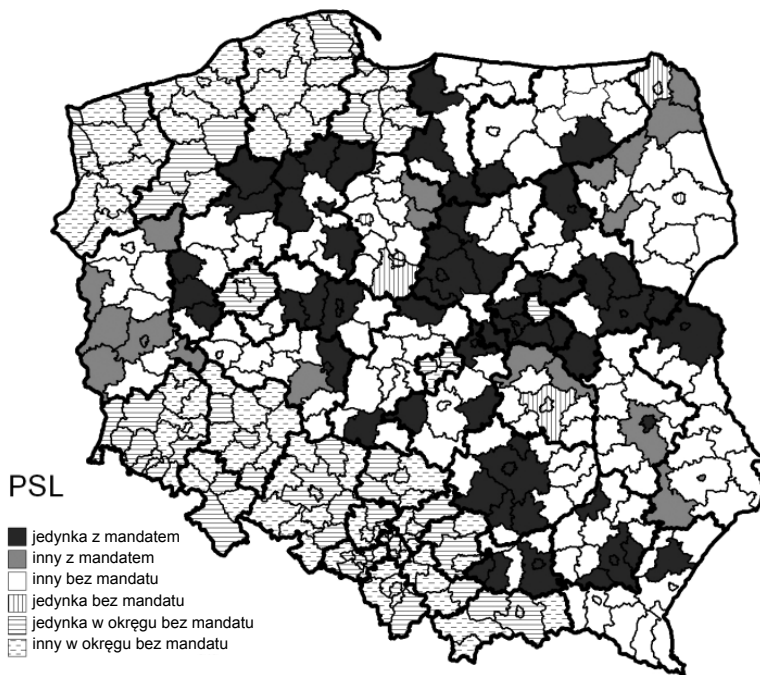 PSL
jedynka z mandatem
inny z mandatem
inny bez mandatu
jedynka bez mandatu
jedynka w okręgu bez mandatu
inny w okręgu bez mandatu